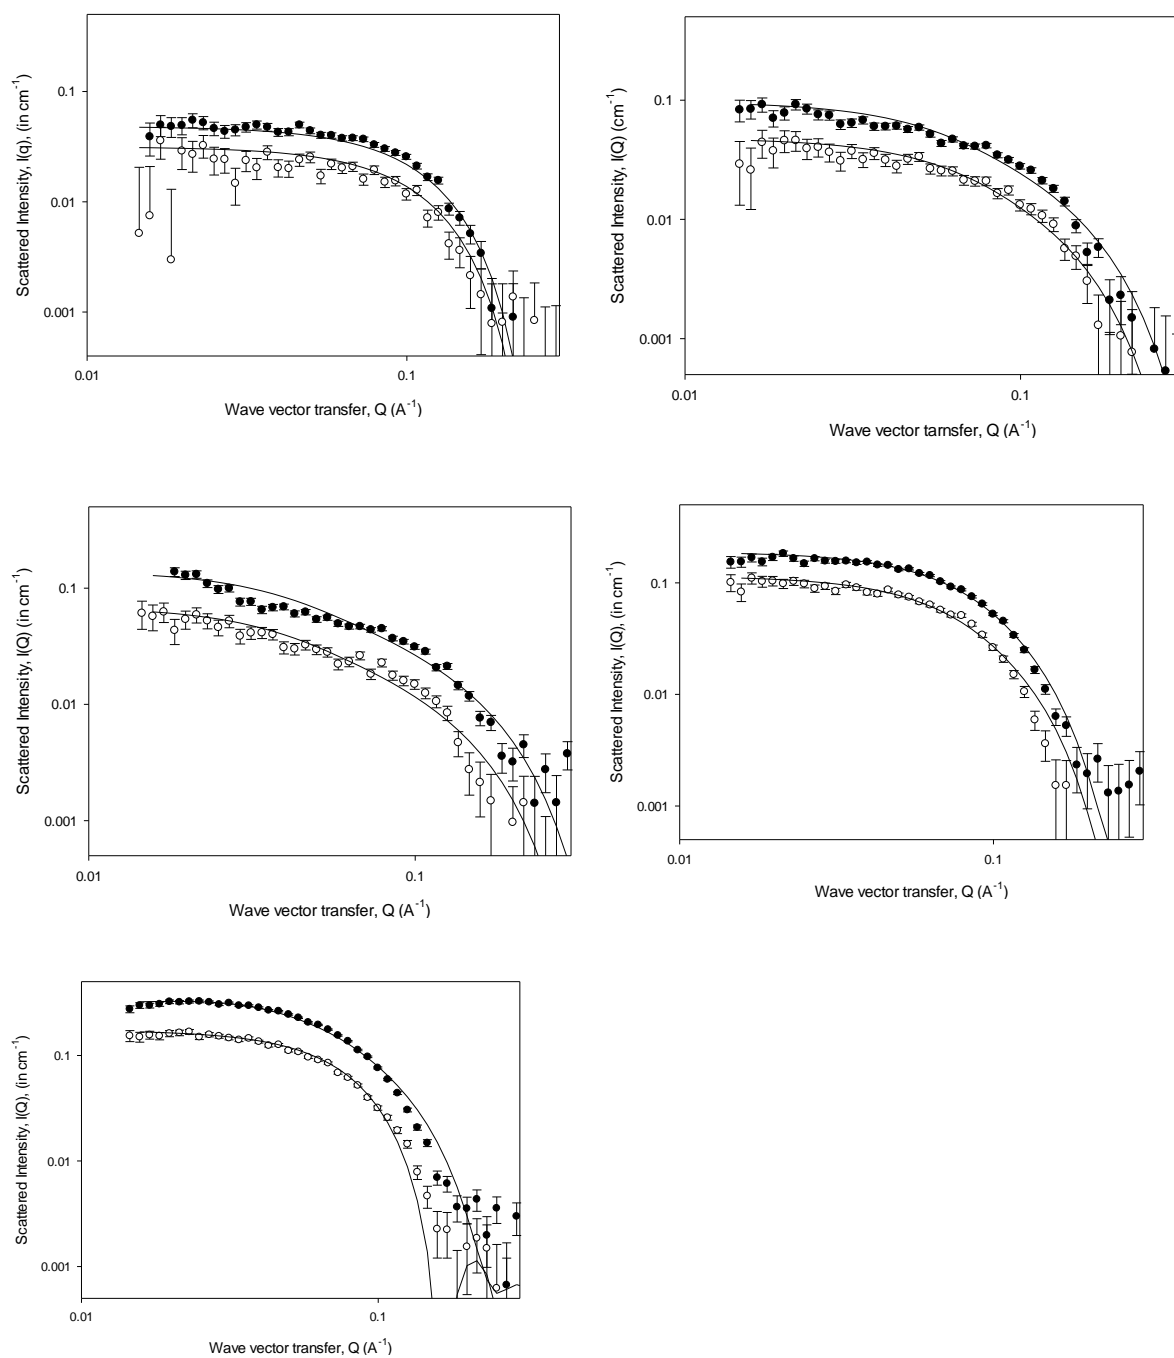 Scattered Intensity, I(q), (in cm-1)
0.1
0.01
0.001
0.01
0.1
Wave vector transfer, Q (A-1)
Scattered Intensity, I(Q) (cm-1)
0.1
0.01
0.001
0.01
0.1
Wave vector tarnsfer, Q (A-1)
Scattered Intensity, I(Q) (in cm-1)
0.1
0.01
0.001
0.01
0.1
Wave vector transfer, Q (A-1)
Scattered Intensity, I(Q), (in cm-1)
0.1
0.01
0.001
0.01
0.1
Wave vector transfer, Q (A-1)
Scattered Intensity, I(Q), (in cm-1)
0.1
0.01
0.001
0.01
0.1
Wave vector transfer, Q (A-1)